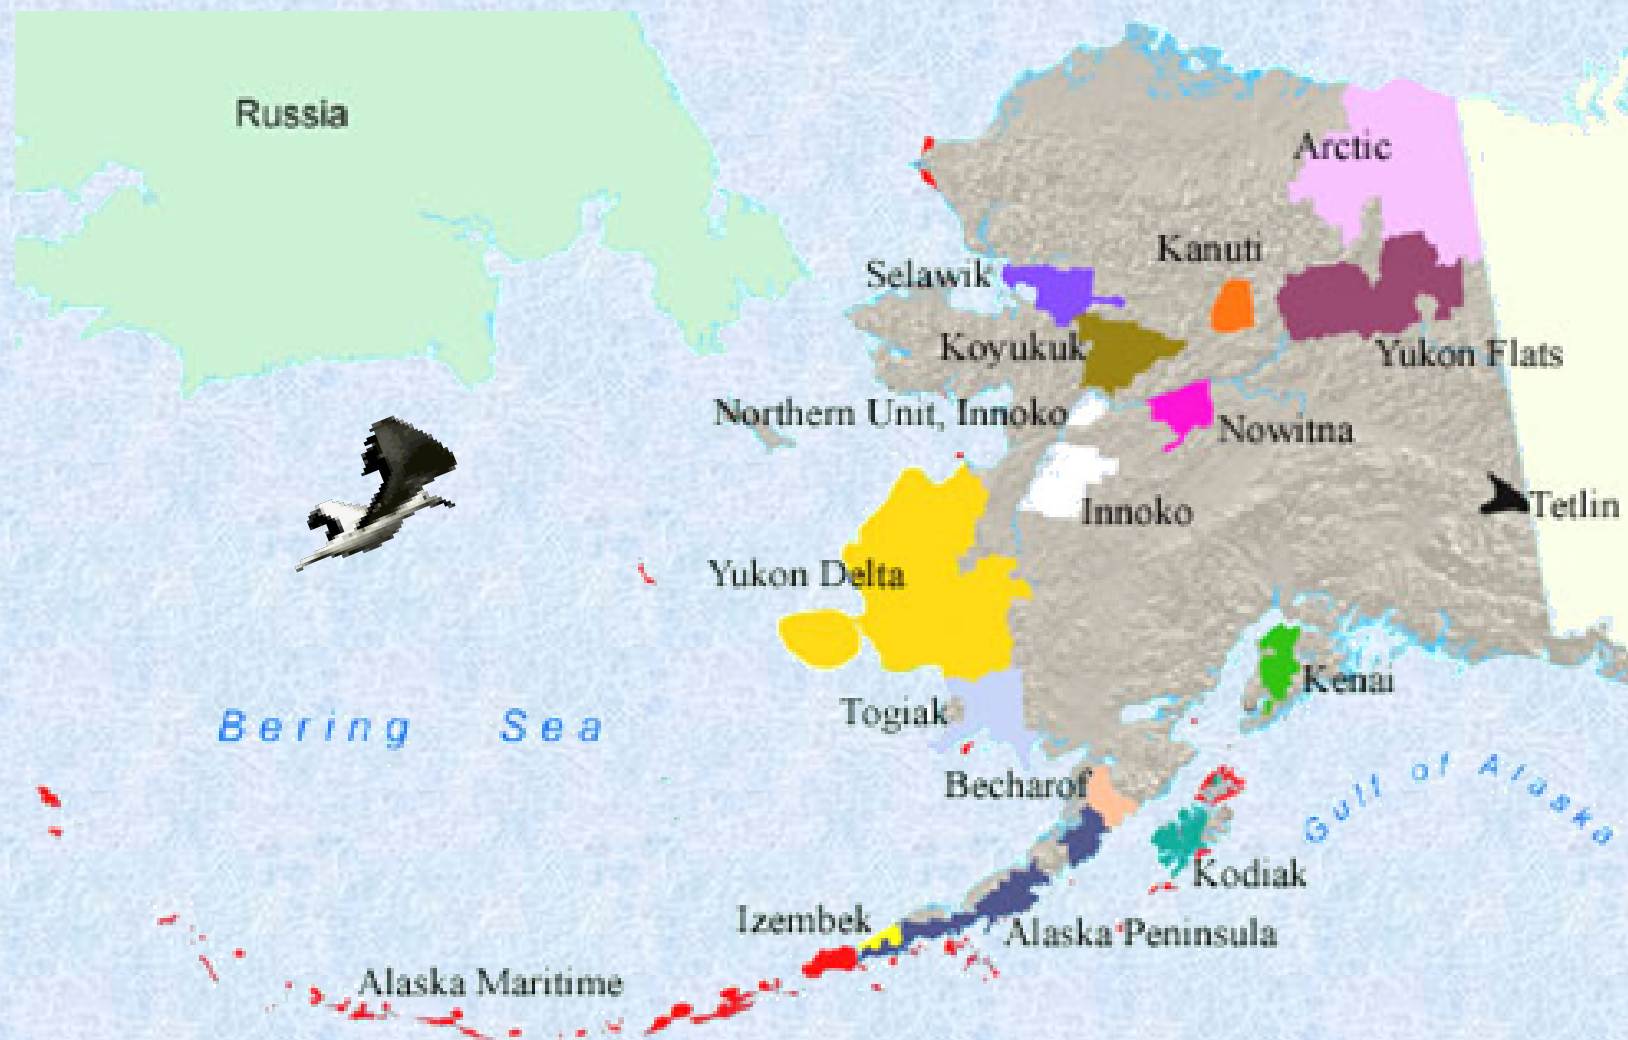 Russia
Arctic
Kanuti
Selawik
Koyukuk
Yukon Flats
Northern Unit, Innoko
Nowitna
Tetlin
Innoko
Yukon Delta
Kenai
Togiak
Bering Sea
Becharof
Gulf of Alaska
Kodiak
Izembek
Alaska Peninsula
Alaska Maritime